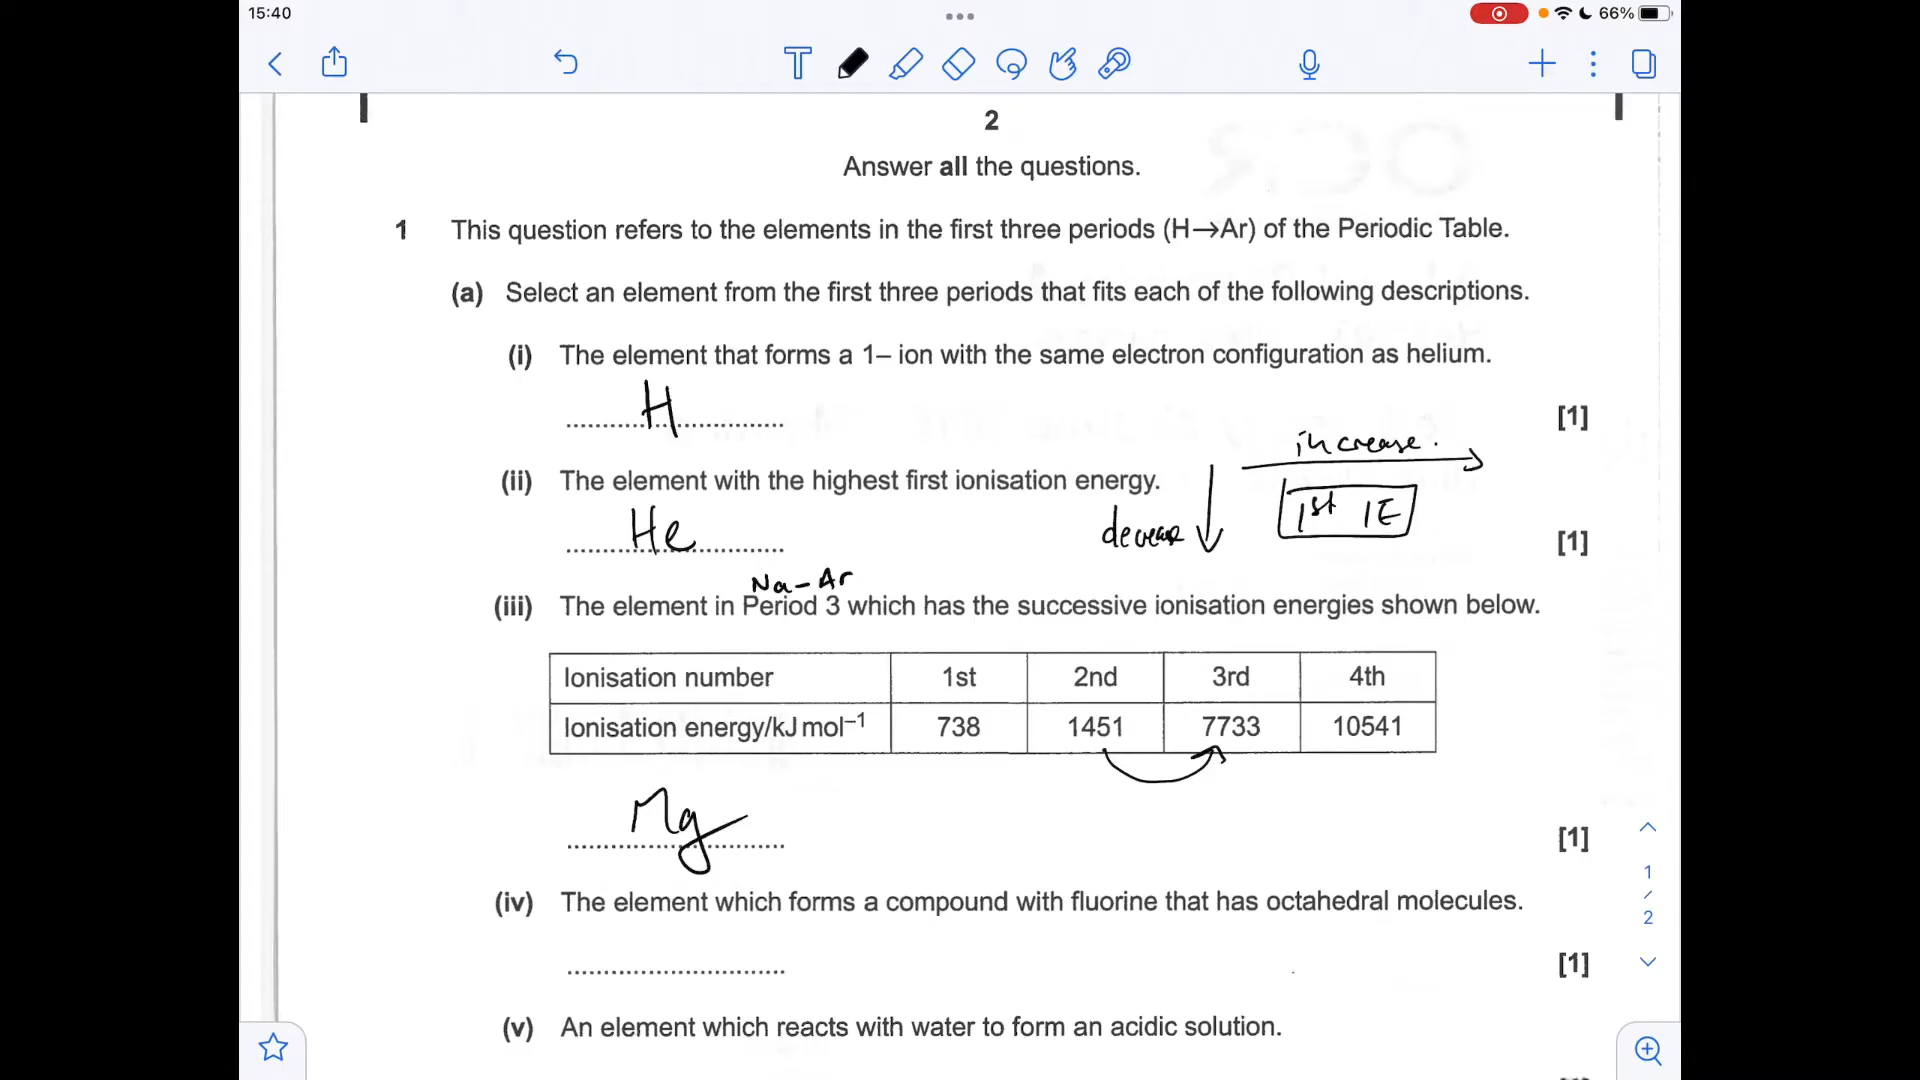 15:40
66%
2
Answer all the questions.
1 This question refers to the elements in the first three periods (H→Ar) of the Periodic Table.
(a) Select an element from the first three periods that fits each of the following descriptions.
(i) The element that forms a 1– ion with the same electron configuration as helium.
H
[1]
increase.
(ii) The element with the highest first ionisation energy.
1st IE
He
decrease
[1]
Na-Ar
(iii) The element in Period 3 which has the successive ionisation energies shown below.
Ionisation number 1st 2nd 3rd 4th
Ionisation energy/kJ mol⁻¹ 738 1451 7733 10541
Mg
[1]
(iv) The element which forms a compound with fluorine that has octahedral molecules.
[1]
(v) An element which reacts with water to form an acidic solution.
1
/
2